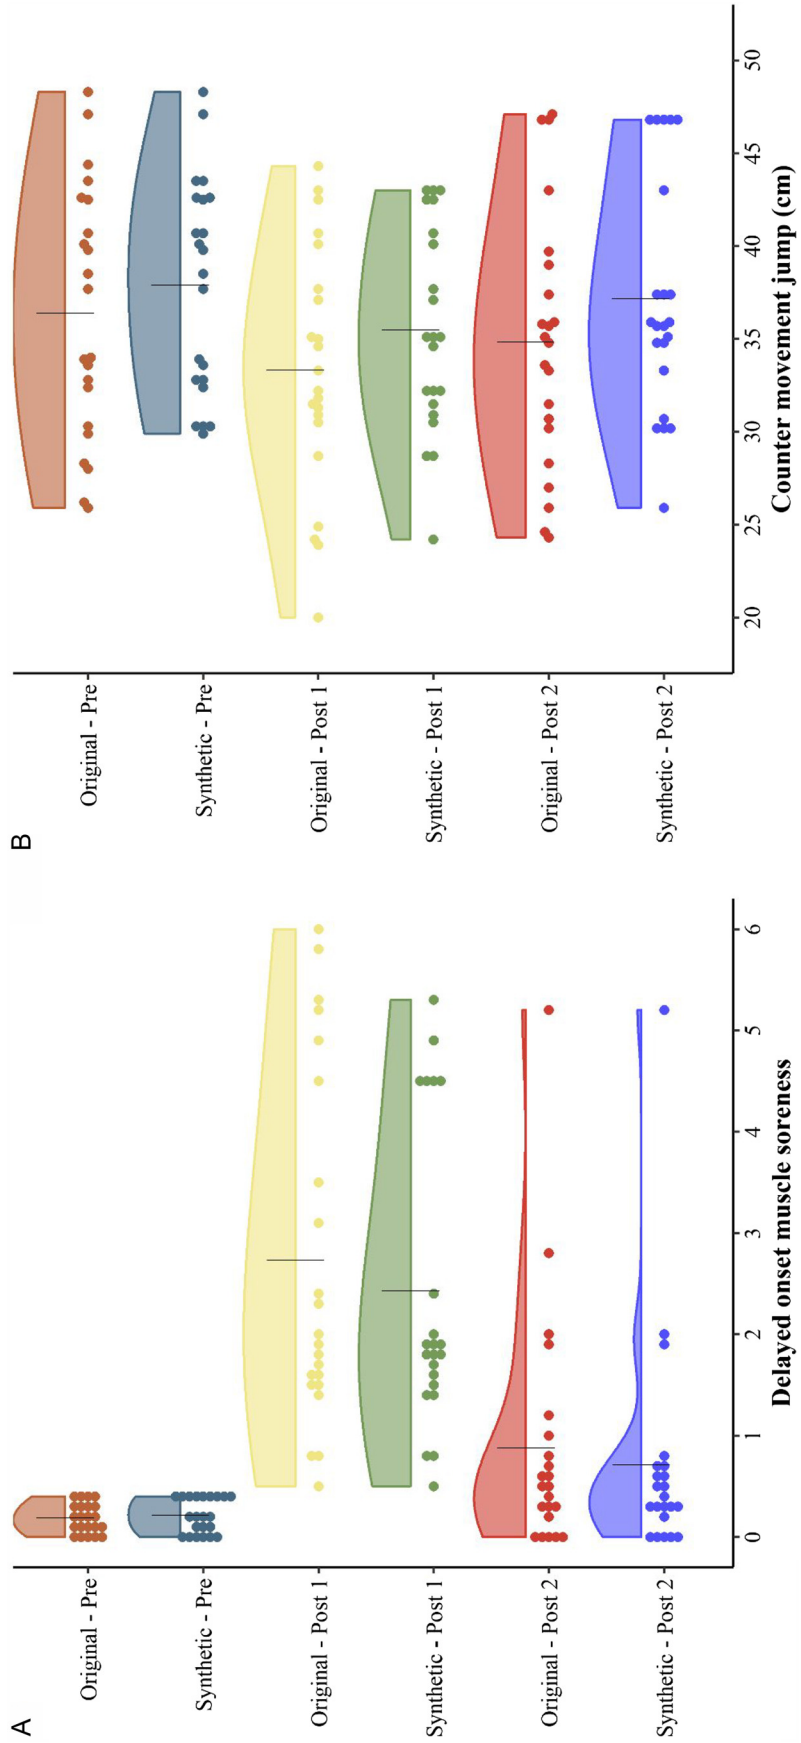 A
Original - Pre
Synthetic - Pre
Original - Post 1
Synthetic - Post 1
Original - Post 2
Synthetic - Post 2
0 1 2 3 4 5 6
Delayed onset muscle soreness
B
Original - Pre
Synthetic - Pre
Original - Post 1
Synthetic - Post 1
Original - Post 2
Synthetic - Post 2
20 25 30 35 40 45 50
Counter movement jump (cm)